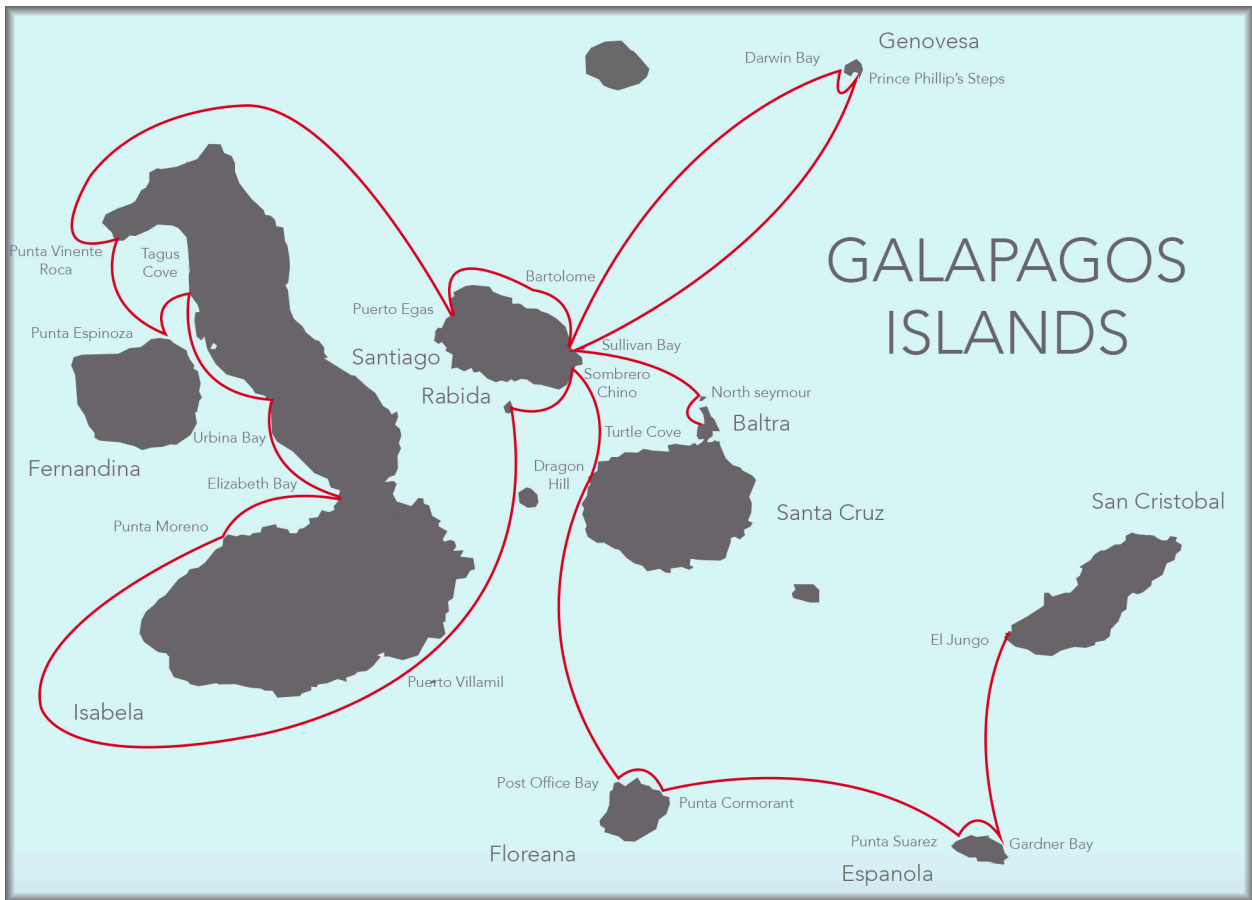 Genovesa
Darwin Bay
Prince Phillip's Steps
GALAPAGOS
ISLANDS
Punta Vinente
Roca
Tagus
Cove
Bartolome
Puerto Egas
Punta Espinoza
Santiago
Sullivan Bay
Sombrero
Chino
Rabida
North seymour
Baltra
Turtle Cove
Urbina Bay
Fernandina
Dragon
Hill
Elizabeth Bay
Santa Cruz
San Cristobal
Punta Moreno
El Jungo
Puerto Villamil
Isabela
Post Office Bay
Punta Cormorant
Floreana
Punta Suarez
Gardner Bay
Espanola